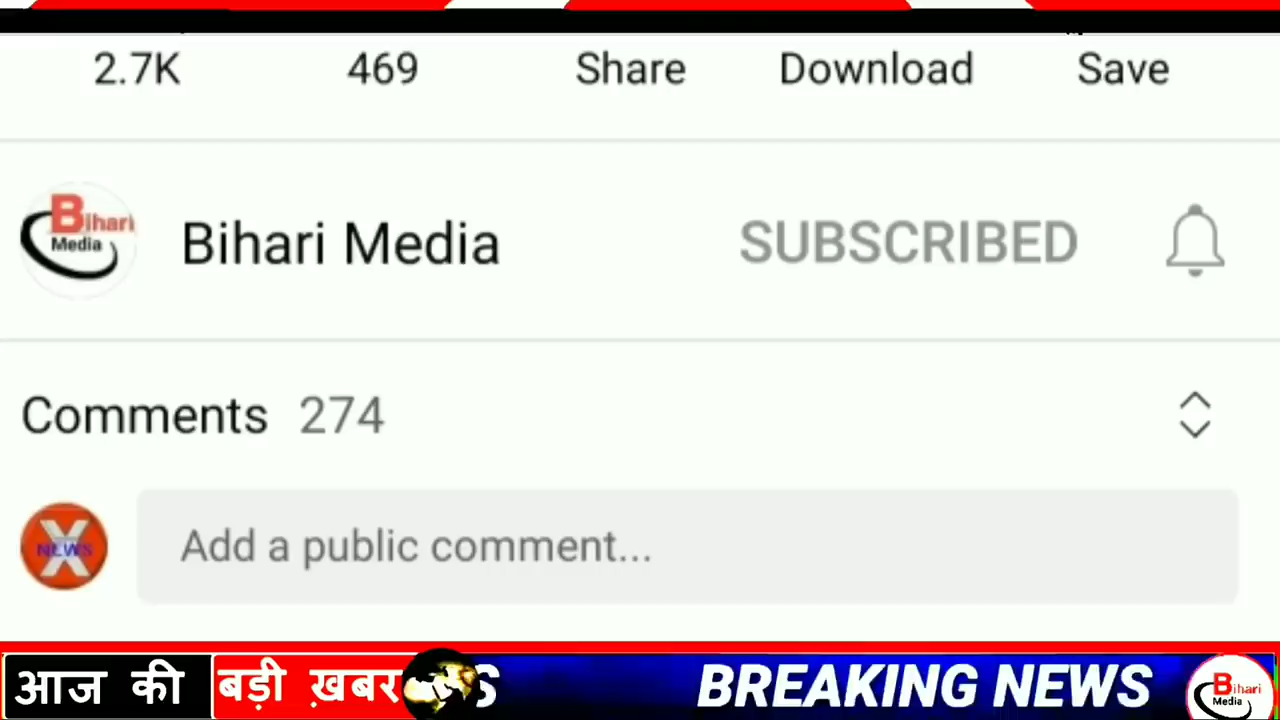 2.7K 469 Share Download Save
Bihari Media
Bihari Media SUBSCRIBED
Comments 274
NEWS X
Add a public comment...
आज की बड़ी ख़बर BREAKING NEWS
Bihari Media